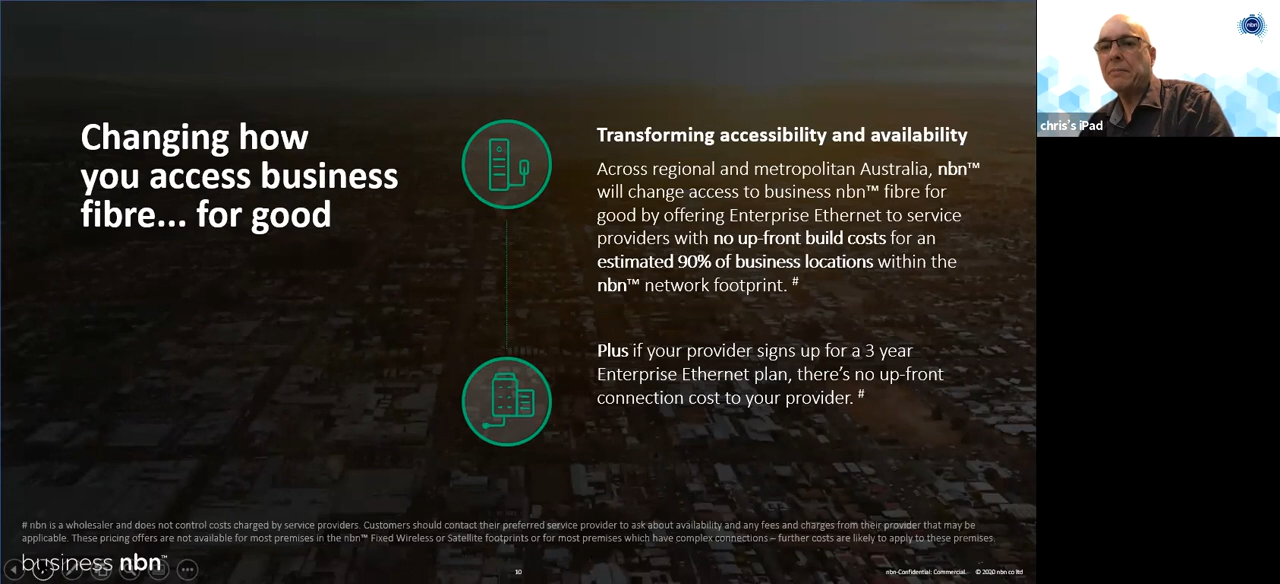 Changing how
you access business
fibre... for good
Transforming accessibility and availability
Across regional and metropolitan Australia, nbn™
will change access to business nbn™ fibre for
good by offering Enterprise Ethernet to service
providers with no up-front build costs for an
estimated 90% of business locations within the
nbn™ network footprint. #
Plus if your provider signs up for a 3 year
Enterprise Ethernet plan, there's no up-front
connection cost to your provider. #
# nbn is a wholesaler and does not control costs charged by service providers. Customers should contact their preferred service provider to ask about availability and any fees and charges from their provider that may be
applicable. These pricing offers are not available for most premises in the nbn™ Fixed Wireless or Satellite footprints or for most premises which have complex connections – further costs are likely to apply to these premises.
business nbn™
10
nbn-Confidential: Commercial. © 2020 nbn co ltd
nbn
chris's iPad